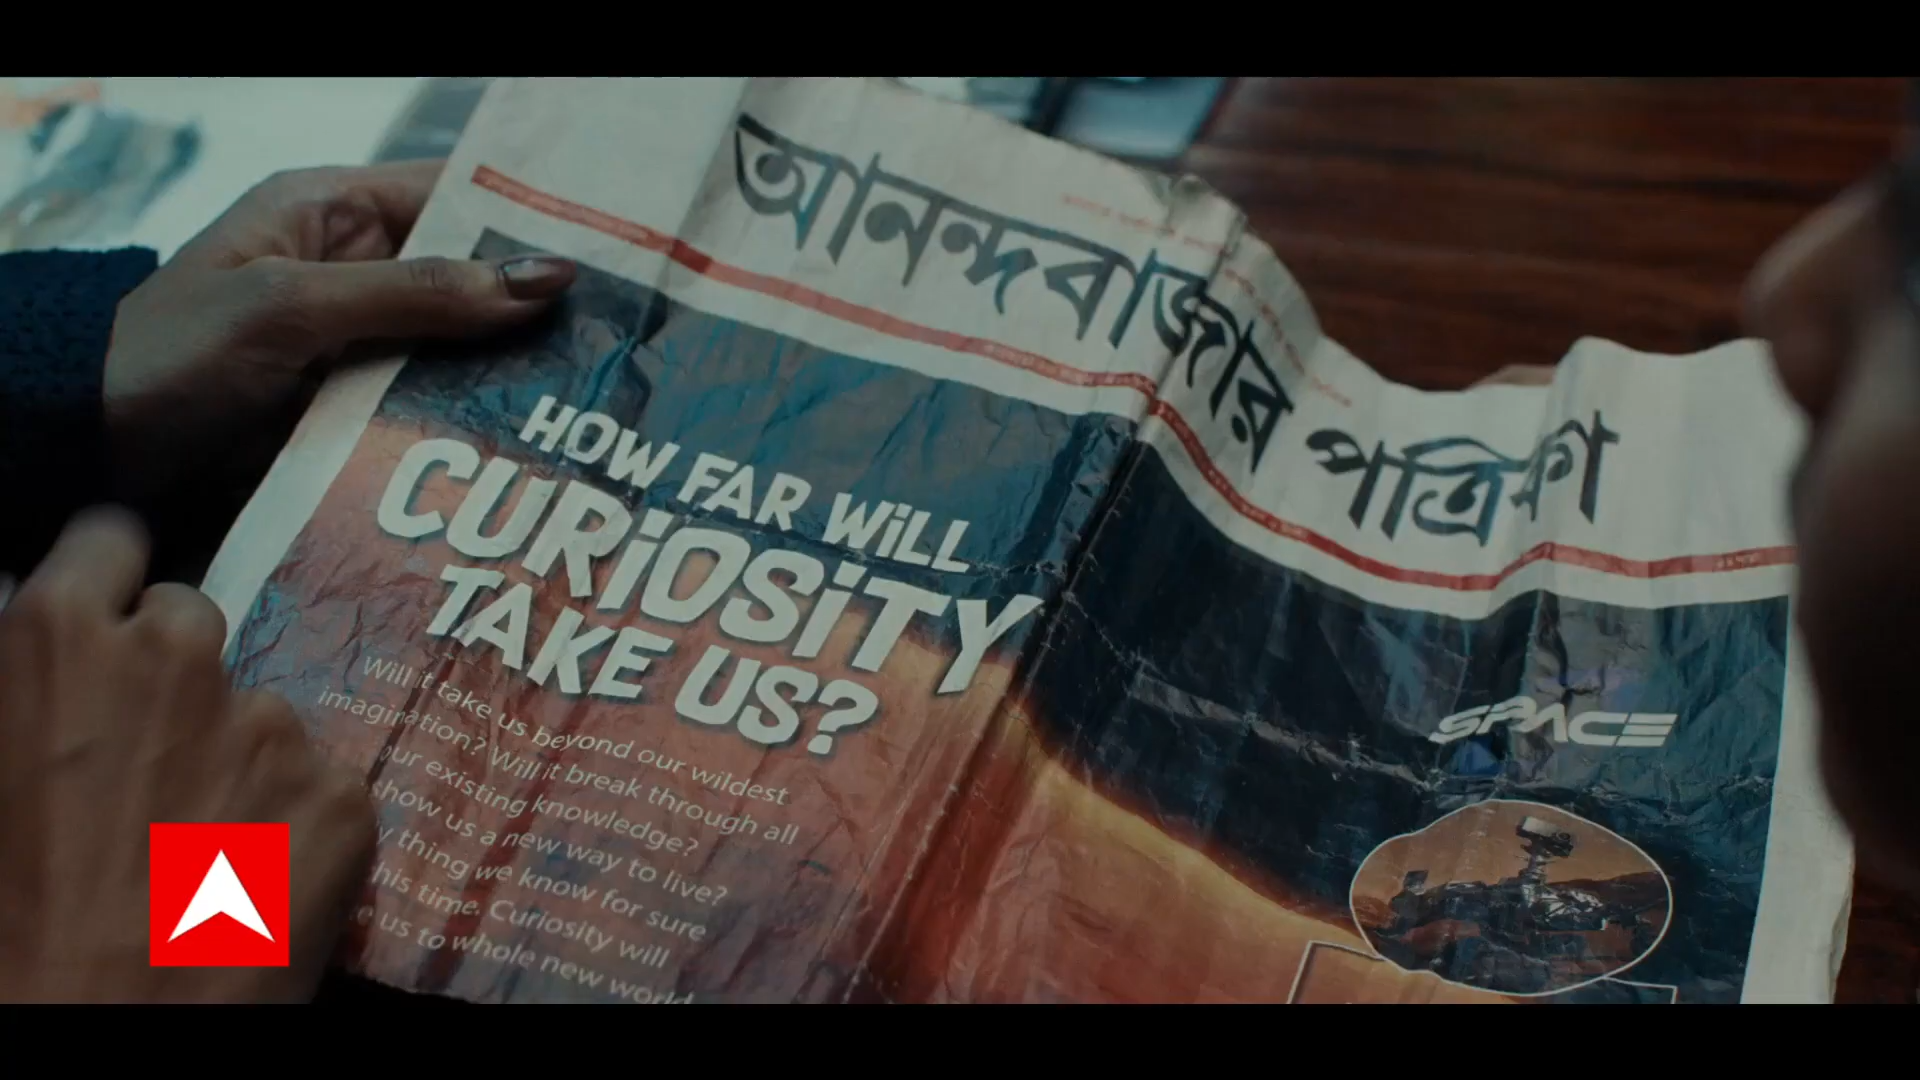 আনন্দবাজার পত্রিকা
HOW FAR WiLL
CURiOSiTY
TAKE US?
Will it take us beyond our wildest
imagination? Will it break through all
our existing knowledge?
show us a new way to live?
thing we know for sure
this time. Curiosity will
us to whole new world
SPACE